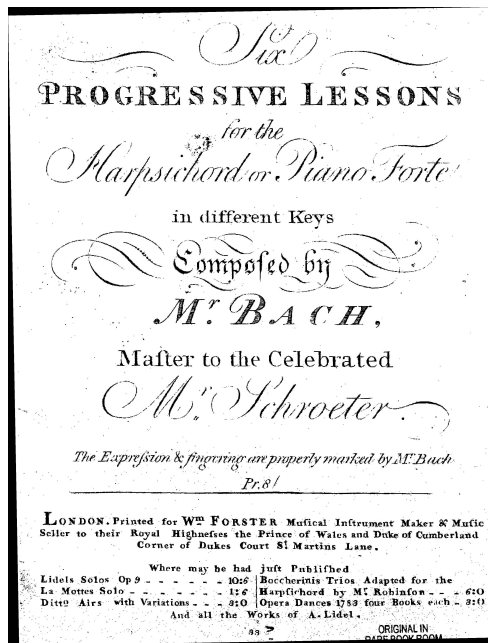 Six
PROGRESSIVE LESSONS
for the
Harpsichord or Piano Forte
in different Keys
Compoſed by
Mr. BACH,
Maſter to the Celebrated
Mr. Schroeter.
The Expreſsion & fingering are properly marked by Mr. Bach
Pr. 8/
LONDON. Printed for Wm FORSTER Muſical Inſtrument Maker & Muſic
Seller to their Royal Highneſses the Prince of Wales and Duke of Cumberland
Corner of Dukes Court St. Martins Lane.
Where may be had juſt Publiſhed
Lidels Solos Op 9 - - - - - - 10:6 Boccherinis Trios Adapted for the
La Mottes Solo - - - - - - - 1:6 Harpſichord by Mr. Robinſon - - - 6:0
Ditto Airs with Variations - - - 3:0 Opera Dances 1783 four Books each - 3:0
And all the Works of A. Lidel.
ORIGINAL IN
RARE BOOK ROOM